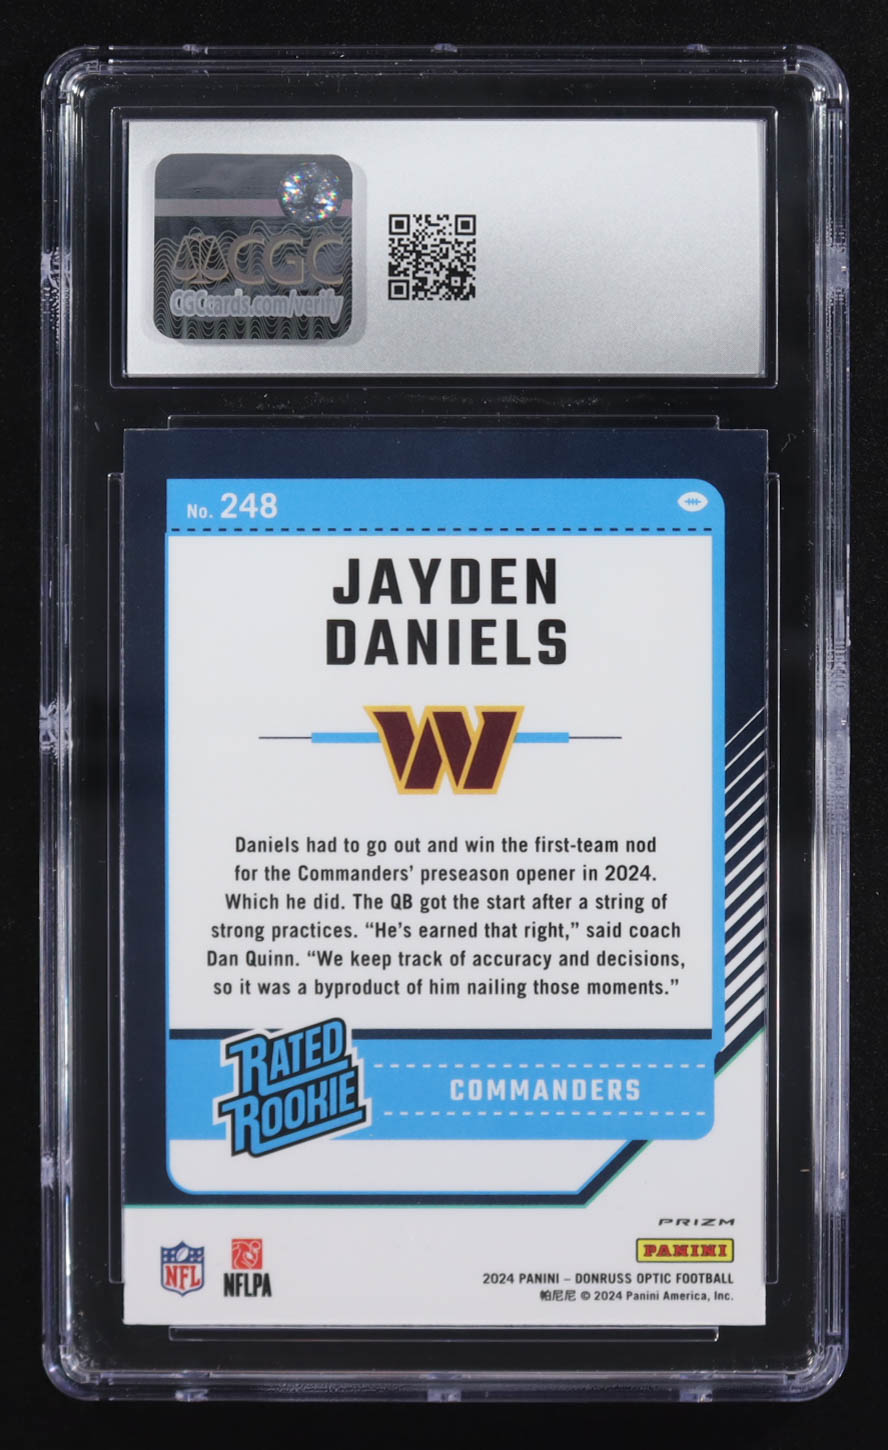 CGC
CGCcards.com/verify
No. 248
JAYDEN
DANIELS
W
Daniels had to go out and win the first-team nod
for the Commanders' preseason opener in 2024.
Which he did. The QB got the start after a string of
strong practices. “He's earned that right,” said coach
Dan Quinn. “We keep track of accuracy and decisions,
so it was a byproduct of him nailing those moments.”
RATED
ROOKIE
COMMANDERS
PRIZM
PANINI
NFL
NFLPA
2024 PANINI – DONRUSS OPTIC FOOTBALL
帕尼尼 © 2024 Panini America, Inc.